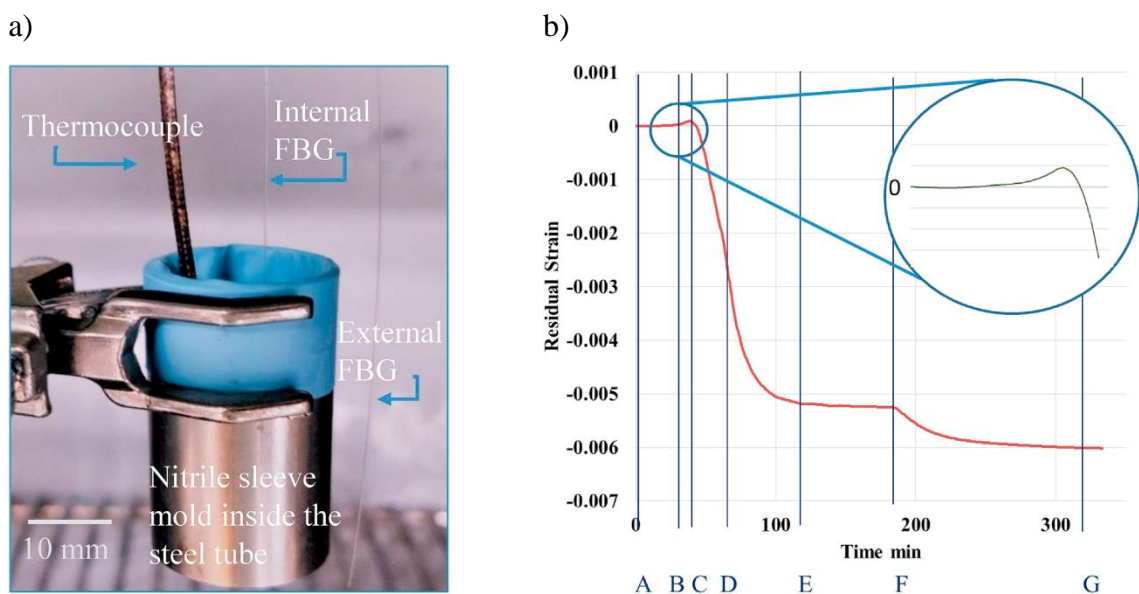 a)
Thermocouple
Internal
FBG
External
FBG
Nitrile sleeve
mold inside the
steel tube
10 mm
b)
0.001
0
-0.001
-0.002
-0.003
-0.004
-0.005
-0.006
-0.007
Residual Strain
0
0 100 200 300
Time min
A B C D E F G